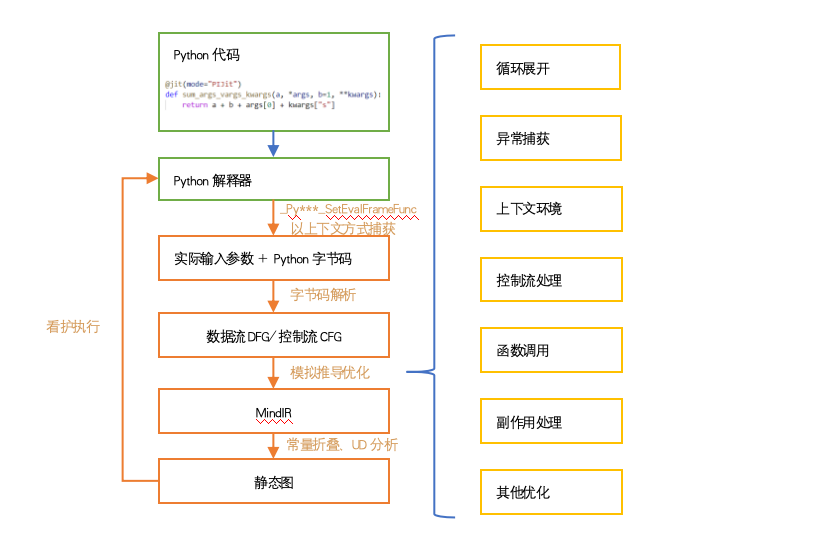 Python 代码
@jit(mode="PIJit")
def sum_args_vargs_kwargs(a, *args, b=1, **kwargs):
    return a + b + args[0] + kwargs["s"]
Python 解释器
_Py***_SetEvalFrameFunc
以上下文方式捕获
实际输入参数 + Python 字节码
字节码解析
数据流 DFG/ 控制流 CFG
模拟推导优化
MindIR
常量折叠、UD 分析
静态图
看护执行
循环展开
异常捕获
上下文环境
控制流处理
函数调用
副作用处理
其他优化